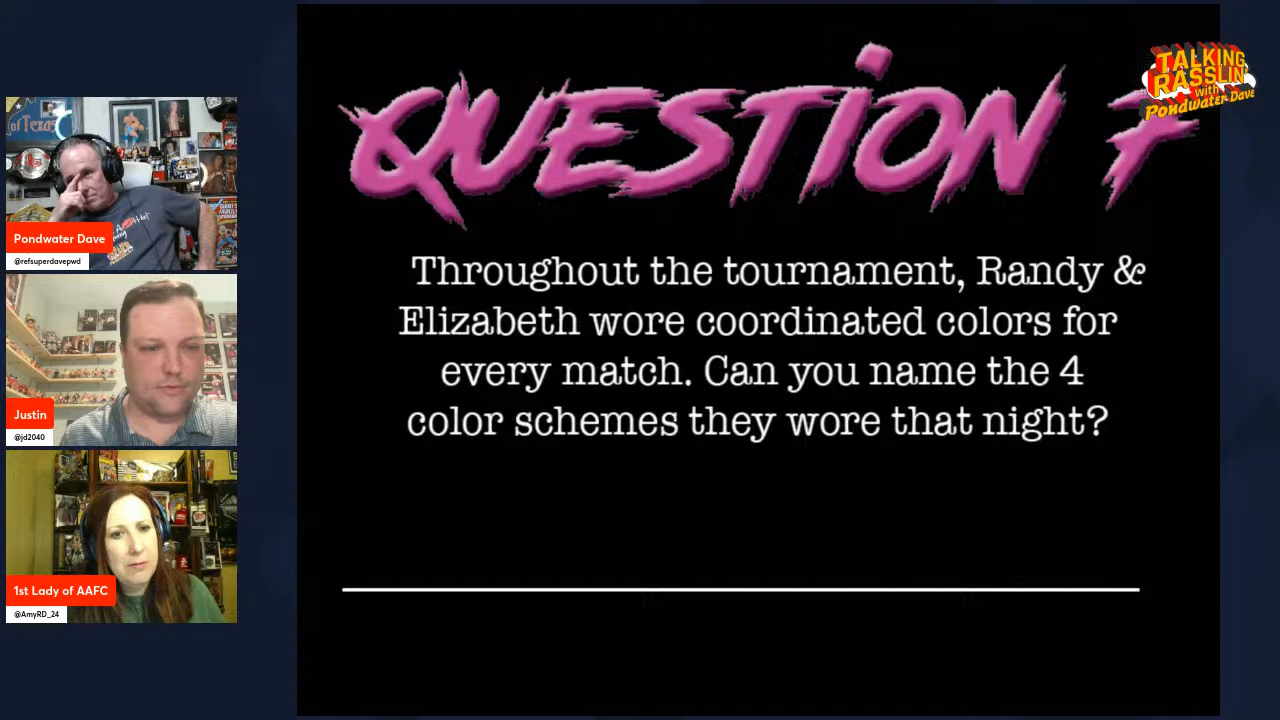 QUESTION 7
TALKING
RASSLIN
with
Pondwater Dave
of Texas
Pondwater Dave
@refsuperdavepwd
Justin
@jd2040
1st Lady of AAFC
@AmyRD_24
Throughout the tournament, Randy &
Elizabeth wore coordinated colors for
every match. Can you name the 4
color schemes they wore that night?